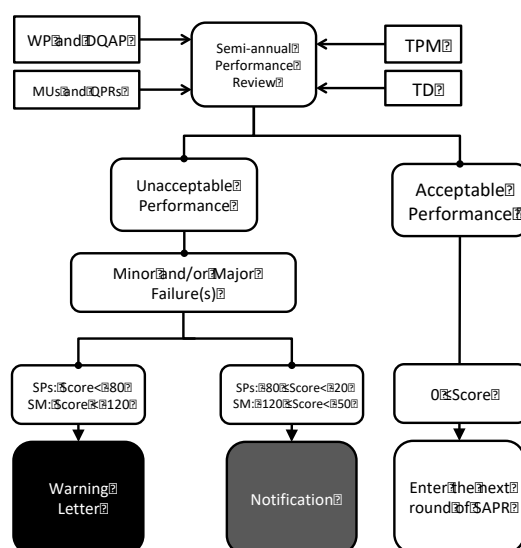 WP and DQAP
MUs and QPRs
Semi-annual
Performance
Review
TPM
TD
Unacceptable
Performance
Acceptable
Performance
Minor and/or Major
Failure(s)
SPs: Score< 80
SM: Score< 120
SPs: 80≤Score< 20
SM: 120≤Score< 50
0≤Score
Warning
Letter
Notification
Enter the next
round of SAPR